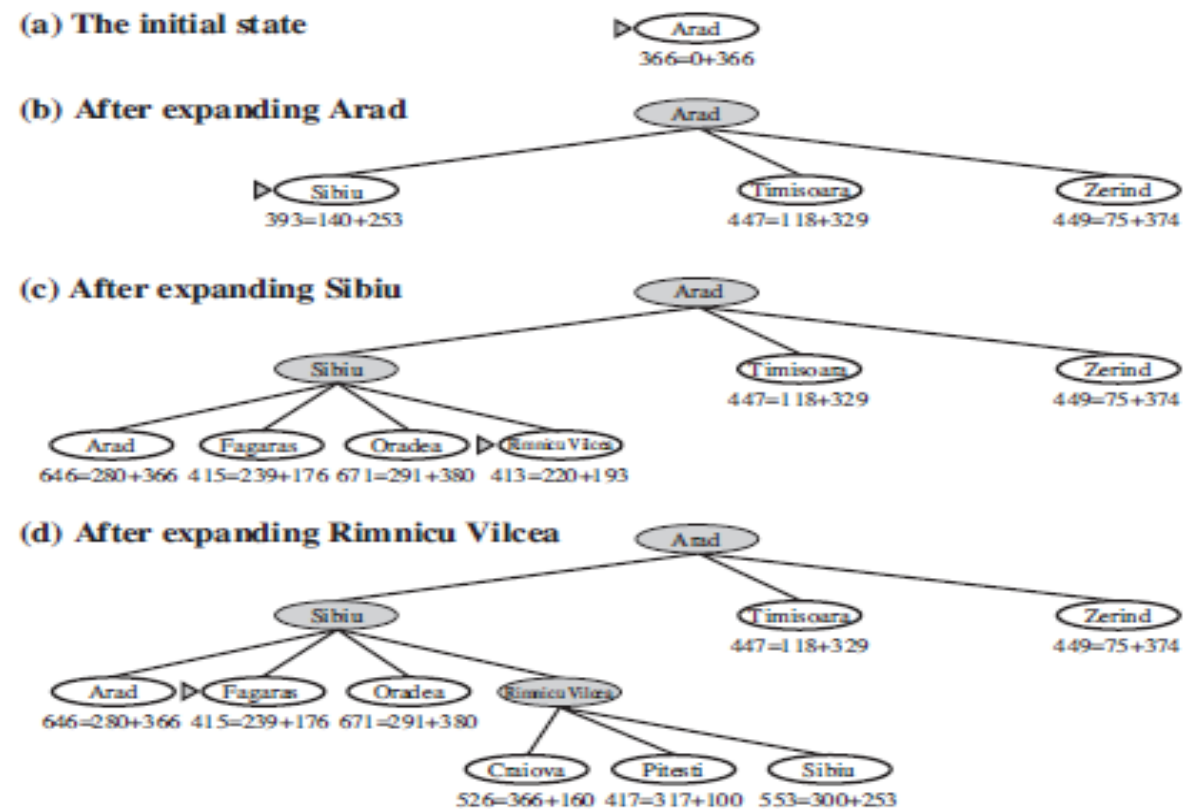 (a) The initial state
Arad
366=0+366
(b) After expanding Arad
Arad
Sibiu Timisoara Zerind
393=140+253 447=118+329 449=75+374
(c) After expanding Sibiu
Arad
Sibiu Timisoara Zerind
447=118+329 449=75+374
Arad Fagaras Oradea Rimnicu Vilcea
646=280+366 415=239+176 671=291+380 413=220+193
(d) After expanding Rimnicu Vilcea
Arad
Sibiu Timisoara Zerind
447=118+329 449=75+374
Arad Fagaras Oradea Rimnicu Vilcea
646=280+366 415=239+176 671=291+380
Craiova Pitesti Sibiu
526=366+160 417=317+100 553=300+253